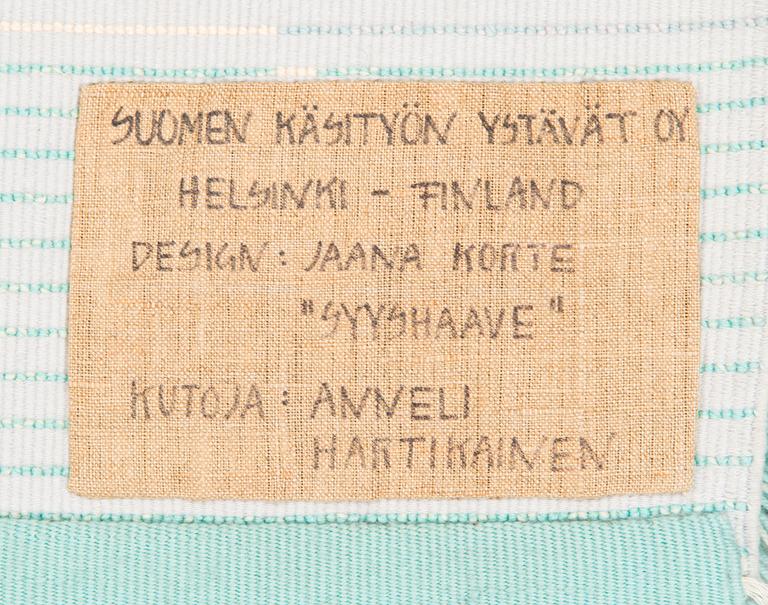 SUOMEN KÄSITYÖN YSTÄVÄT OY
HELSINKI - FINLAND
DESIGN: JAANA KORTE
"SYYSHAAVE"
KUTOJA: ANNELI
HARTIKAINEN